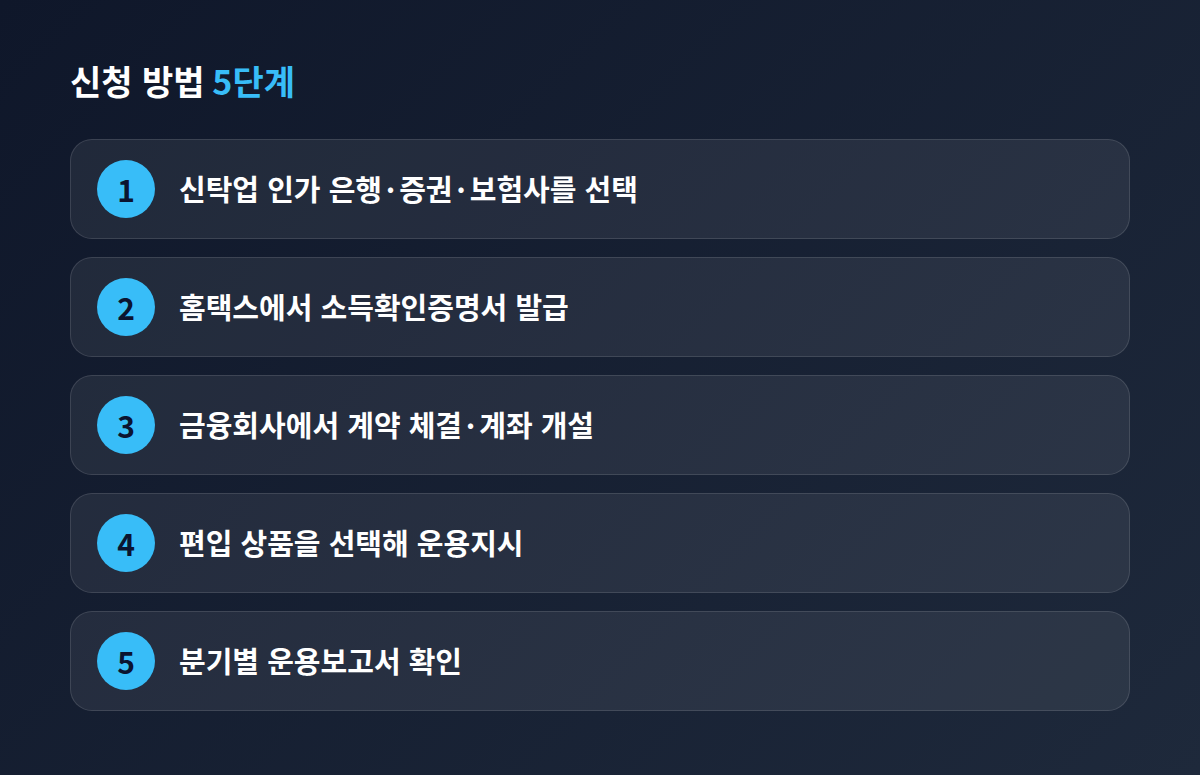 신청 방법 5단계
1 신탁업 인가 은행·증권·보험사를 선택
2 홈택스에서 소득확인증명서 발급
3 금융회사에서 계약 체결·계좌 개설
4 편입 상품을 선택해 운용지시
5 분기별 운용보고서 확인